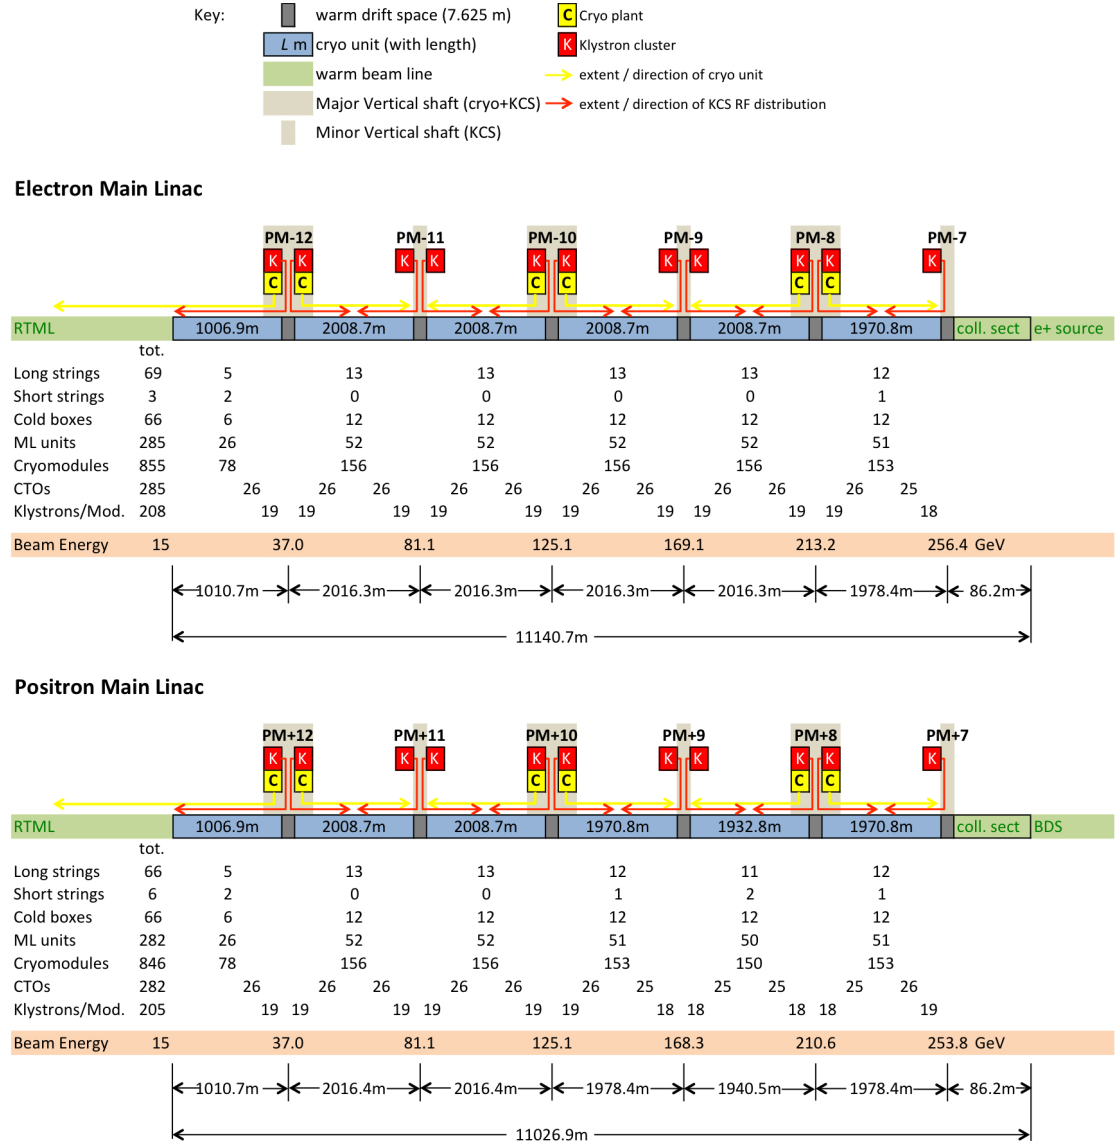 Key:
warm drift space (7.625 m)
C Cryo plant
L m cryo unit (with length)
K Klystron cluster
warm beam line
extent / direction of cryo unit
Major Vertical shaft (cryo+KCS)
extent / direction of KCS RF distribution
Minor Vertical shaft (KCS)
Electron Main Linac
PM-12 PM-11 PM-10 PM-9 PM-8 PM-7
K K K K K K K K K K K
C C C C C C
RTML 1006.9m 2008.7m 2008.7m 2008.7m 2008.7m 1970.8m coll. sect e+ source
tot.
Long strings 69 5 13 13 13 13 12
Short strings 3 2 0 0 0 0 1
Cold boxes 66 6 12 12 12 12 12
ML units 285 26 52 52 52 52 51
Cryomodules 855 78 156 156 156 156 153
CTOs 285 26 26 26 26 26 26 26 26 26 26 25
Klystrons/Mod. 208 19 19 19 19 19 19 19 19 19 19 18
Beam Energy 15 37.0 81.1 125.1 169.1 213.2 256.4 GeV
1010.7m 2016.3m 2016.3m 2016.3m 2016.3m 1978.4m 86.2m
11140.7m
Positron Main Linac
PM+12 PM+11 PM+10 PM+9 PM+8 PM+7
K K K K K K K K K K K
C C C C C C
RTML 1006.9m 2008.7m 2008.7m 1970.8m 1932.8m 1970.8m coll. sect BDS
tot.
Long strings 66 5 13 13 12 11 12
Short strings 6 2 0 0 1 2 1
Cold boxes 66 6 12 12 12 12 12
ML units 282 26 52 52 51 50 51
Cryomodules 846 78 156 156 153 150 153
CTOs 282 26 26 26 26 26 26 25 25 25 25 26
Klystrons/Mod. 205 19 19 19 19 19 19 18 18 18 18 19
Beam Energy 15 37.0 81.1 125.1 168.3 210.6 253.8 GeV
1010.7m 2016.4m 2016.4m 1978.4m 1940.5m 1978.4m 86.2m
11026.9m